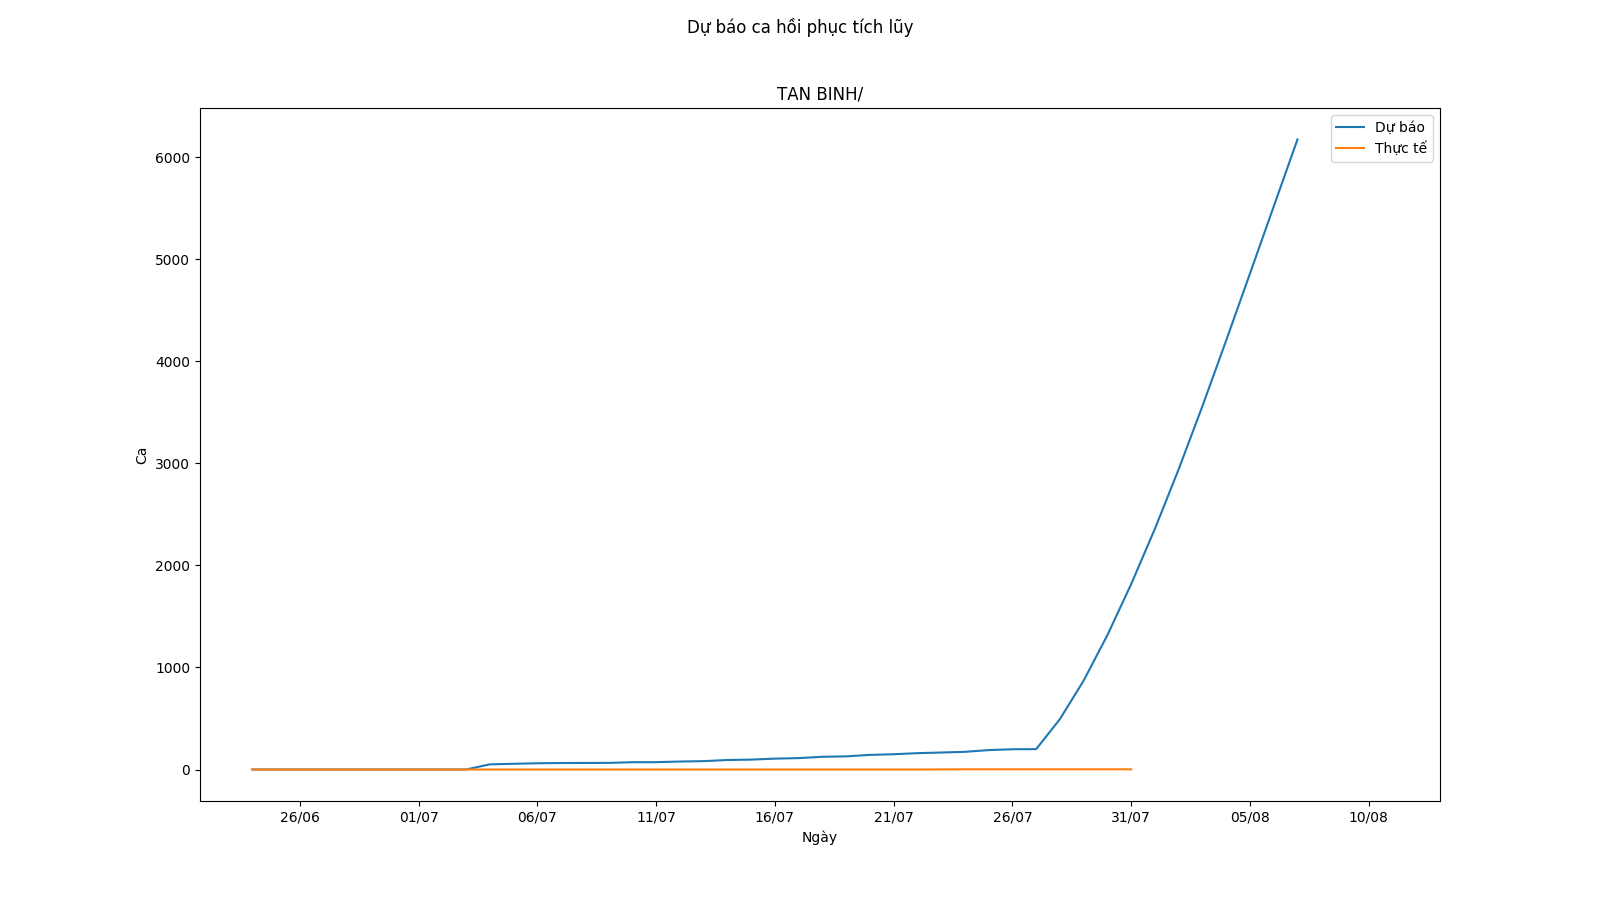 Dự báo ca hồi phục tích lũy
TAN BINH/
Dự báo
Thực tế
6000
5000
4000
3000
2000
1000
0
Ca
26/06 01/07 06/07 11/07 16/07 21/07 26/07 31/07 05/08 10/08
Ngày